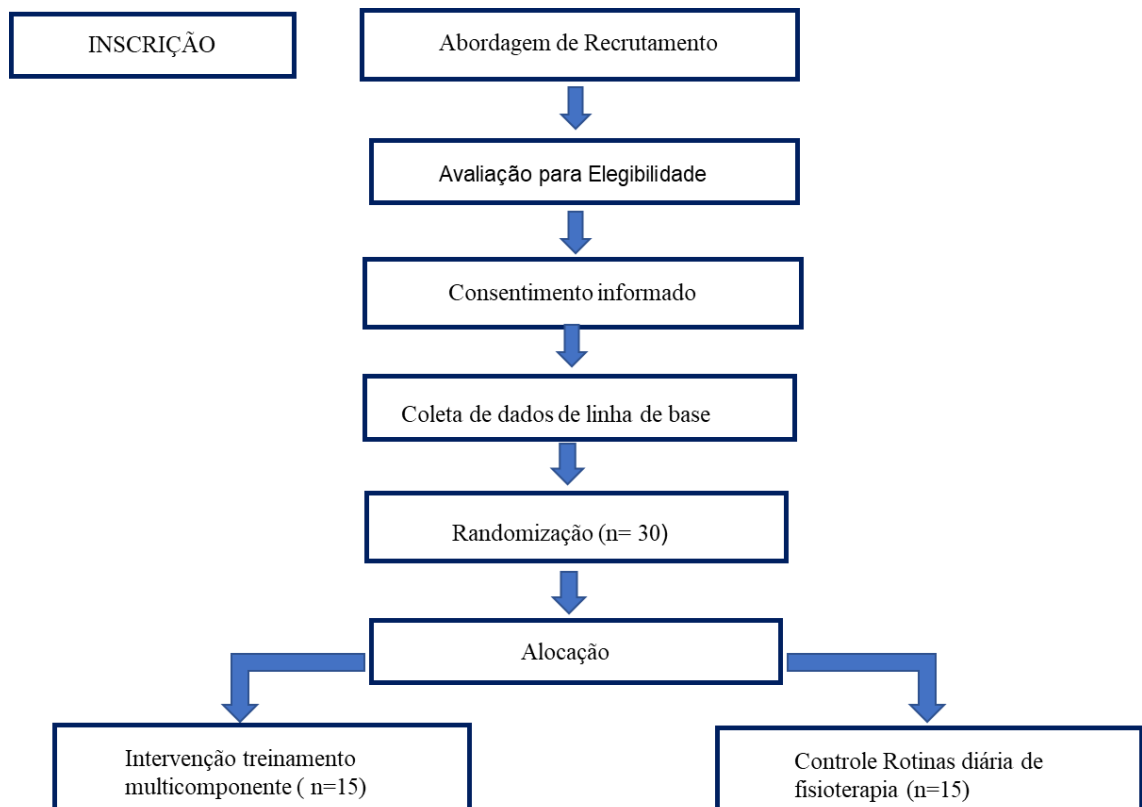 INSCRIÇÃO
Abordagem de Recrutamento
Avaliação para Elegibilidade
Consentimento informado
Coleta de dados de linha de base
Randomização (n= 30)
Alocação
Intervenção treinamento
multicomponente ( n=15)
Controle Rotinas diária de
fisioterapia (n=15)